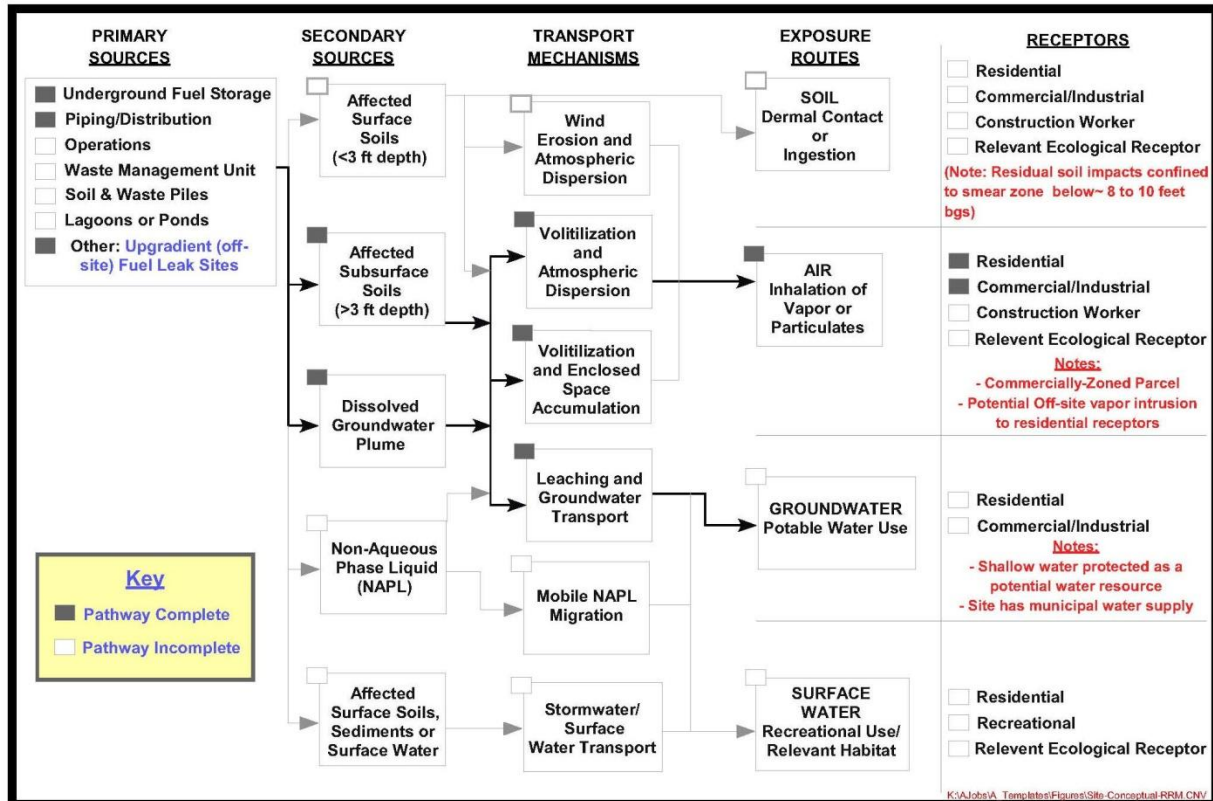 PRIMARY
SOURCES
Underground Fuel Storage
Piping/Distribution
Operations
Waste Management Unit
Soil & Waste Piles
Lagoons or Ponds
Other: Upgradient (off-
site) Fuel Leak Sites
Key
Pathway Complete
Pathway Incomplete
SECONDARY
SOURCES
Affected
Surface
Soils
(<3 ft depth)
Affected
Subsurface
Soils
(>3 ft depth)
Dissolved
Groundwater
Plume
Non-Aqueous
Phase Liquid
(NAPL)
Affected
Surface Soils,
Sediments or
Surface Water
TRANSPORT
MECHANISMS
Wind
Erosion and
Atmospheric
Dispersion
Volitilization
and
Atmospheric
Dispersion
Volitilization
and Enclosed
Space
Accumulation
Leaching and
Groundwater
Transport
Mobile NAPL
Migration
Stormwater/
Surface
Water Transport
EXPOSURE
ROUTES
SOIL
Dermal Contact
or
Ingestion
AIR
Inhalation of
Vapor or
Particulates
GROUNDWATER
Potable Water Use
SURFACE
WATER
Recreational Use/
Relevant Habitat
RECEPTORS
Residential
Commercial/Industrial
Construction Worker
Relevant Ecological Receptor
(Note: Residual soil impacts confined
to smear zone below~ 8 to 10 feet
bgs)
Residential
Commercial/Industrial
Construction Worker
Relevent Ecological Receptor
Notes:
- Commercially-Zoned Parcel
- Potential Off-site vapor intrusion
to residential receptors
Residential
Commercial/Industrial
Notes:
- Shallow water protected as a
potential water resource
- Site has municipal water supply
Residential
Recreational
Relevent Ecological Receptor
K:\AJobs\A_Templates\Figures\Site-Conceptual-RRM.CNV